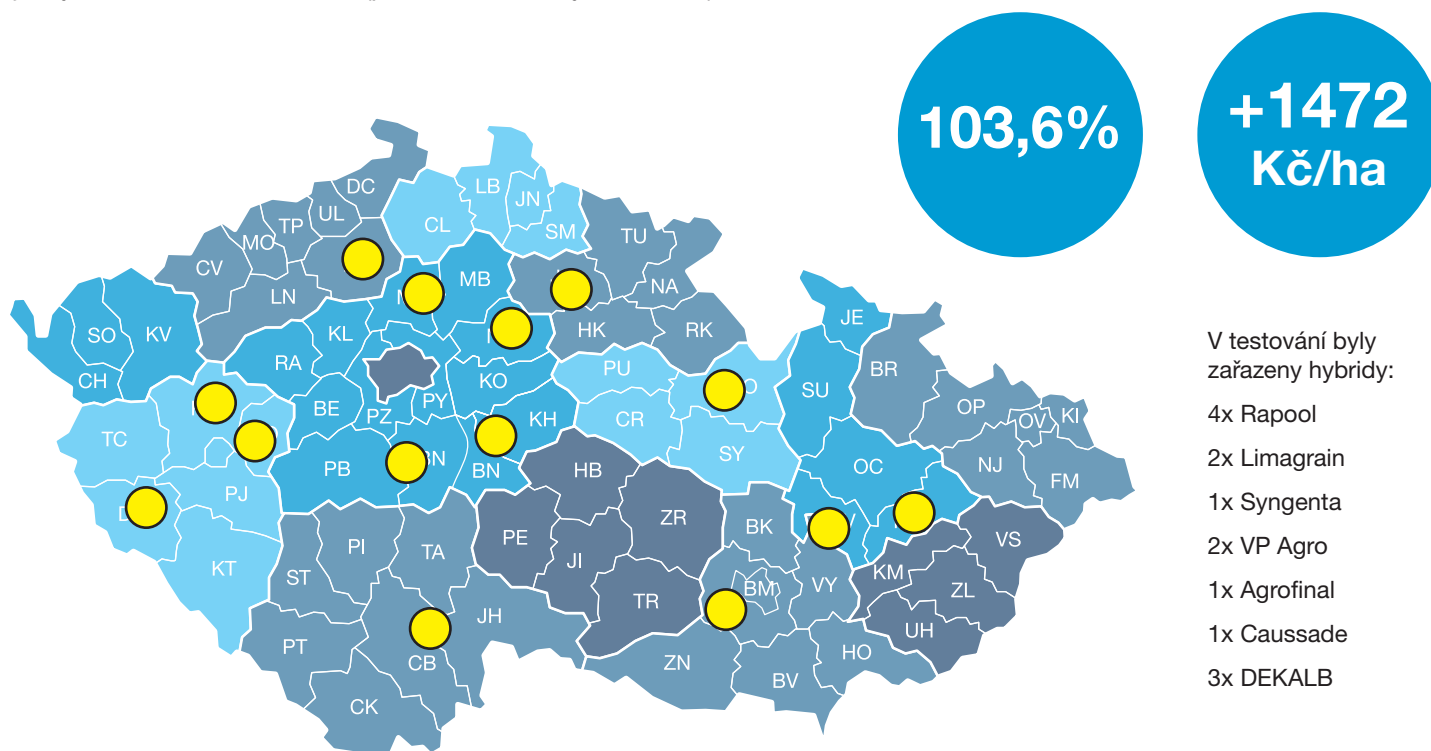 103,6%
+1472
Kč/ha
DC
LB
JN
UL
CL
TP
SM
TU
MO
CV
MB
LN
NA
SO
KV
KL
HK
RK
JE
RA
PU
BR
CH
KO
SU
BE
PZ
PY
OP
KI
OV
TC
KH
CR
PB
BN
BN
HB
SY
OC
NJ
FM
PJ
ZR
BK
VS
PE
PI
TA
JI
KT
ST
KM
BM
VY
ZL
TR
JH
UH
PT
CB
ZN
HO
BV
CK
V testování byly
zařazeny hybridy:
4x Rapool
2x Limagrain
1x Syngenta
2x VP Agro
1x Agrofinal
1x Caussade
3x DEKALB